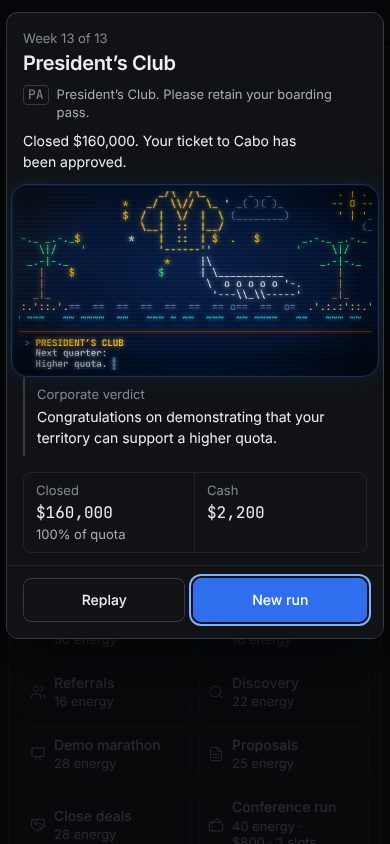 Week 13 of 13
President's Club
PA President's Club. Please retain your boarding
pass.
Closed $160,000. Your ticket to Cabo has
been approved.
> PRESIDENT'S CLUB
Next quarter:
Higher quota.
Corporate verdict
Congratulations on demonstrating that your
territory can support a higher quota.
Closed
$160,000
100% of quota
Cash
$2,200
Replay
New run
Referrals
16 energy
Discovery
22 energy
Demo marathon
28 energy
Proposals
25 energy
Close deals
28 energy
Conference run
40 energy ·
$800 · 2 slots